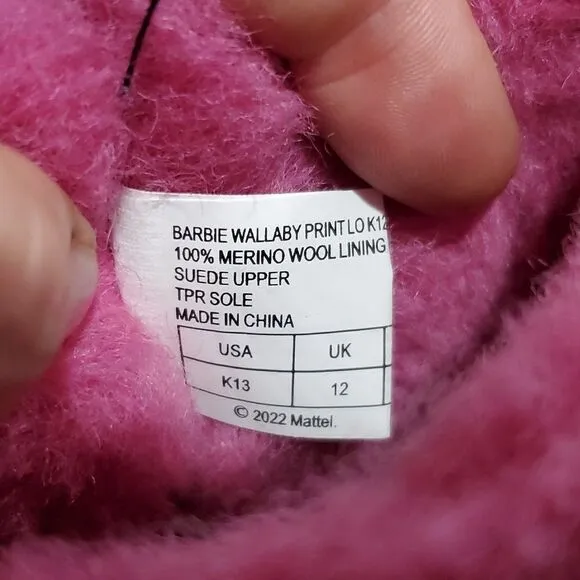 BARBIE WALLABY PRINT LO K12
100% MERINO WOOL LINING
SUEDE UPPER
TPR SOLE
MADE IN CHINA
USA UK
K13 12
© 2022 Mattel.